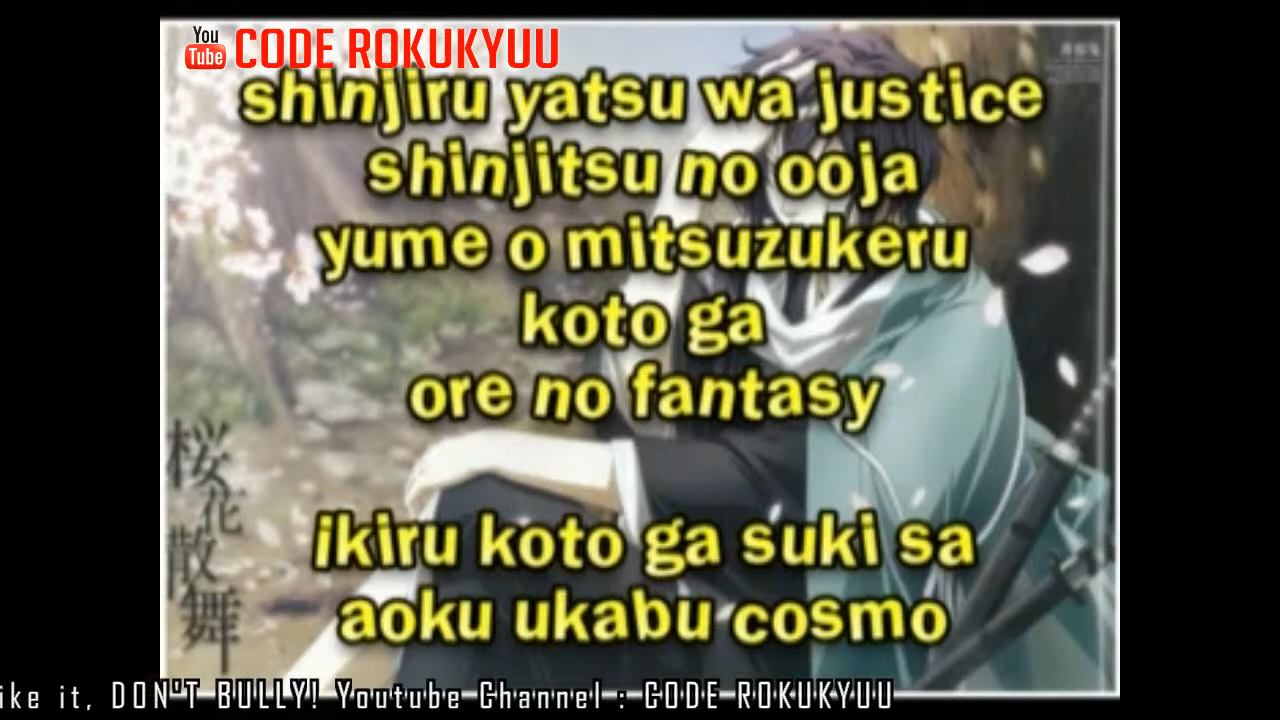 You
Tube CODE ROKUKYUU
shinjiru yatsu wa justice
shinjitsu no ooja
yume o mitsuzukeru
koto ga
ore no fantasy
ikiru koto ga suki sa
aoku ukabu cosmo
桜花散舞
ike it, DON'T BULLY! Youtube Channel : CODE ROKUKYUU